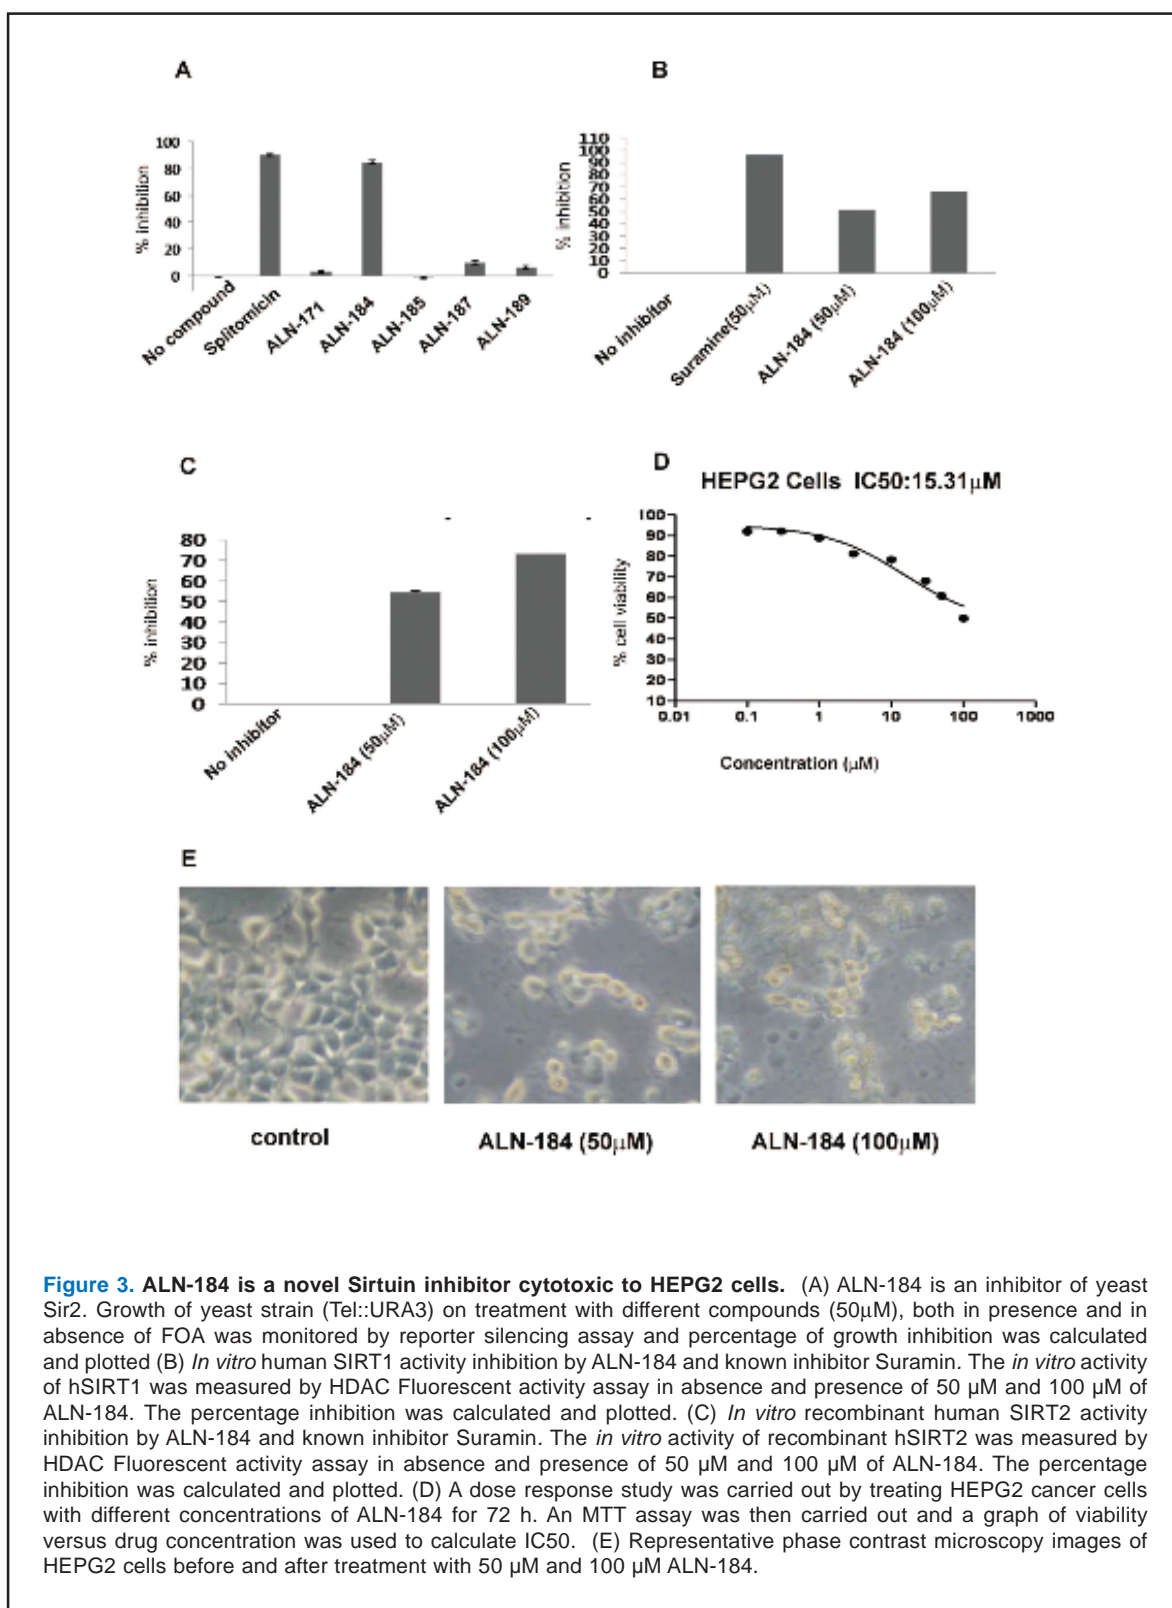 A
100
80
60
40
20
0
% inhibition
No compound
Splitomicin
ALN-171
ALN-184
ALN-185
ALN-187
ALN-189
B
110
100
90
80
70
60
50
40
30
20
10
0
% inhibition
No inhibitor
Suramine(50μM)
ALN-184 (50μM)
ALN-184 (100μM)
C
80
70
60
50
40
30
20
10
0
% inhibition
No inhibitor
ALN-184 (50μM)
ALN-184 (100μM)
D
HEPG2 Cells IC50:15.31μM
100
90
80
70
60
50
40
30
20
10
% cell viability
0.01 0.1 1 10 100 1000
Concentration (μM)
E
control
ALN-184 (50μM)
ALN-184 (100μM)
Figure 3. ALN-184 is a novel Sirtuin inhibitor cytotoxic to HEPG2 cells. (A) ALN-184 is an inhibitor of yeast
Sir2. Growth of yeast strain (Tel::URA3) on treatment with different compounds (50μM), both in presence and in
absence of FOA was monitored by reporter silencing assay and percentage of growth inhibition was calculated
and plotted (B) In vitro human SIRT1 activity inhibition by ALN-184 and known inhibitor Suramin. The in vitro activity
of hSIRT1 was measured by HDAC Fluorescent activity assay in absence and presence of 50 μM and 100 μM of
ALN-184. The percentage inhibition was calculated and plotted. (C) In vitro recombinant human SIRT2 activity
inhibition by ALN-184 and known inhibitor Suramin. The in vitro activity of recombinant hSIRT2 was measured by
HDAC Fluorescent activity assay in absence and presence of 50 μM and 100 μM of ALN-184. The percentage
inhibition was calculated and plotted. (D) A dose response study was carried out by treating HEPG2 cancer cells
with different concentrations of ALN-184 for 72 h. An MTT assay was then carried out and a graph of viability
versus drug concentration was used to calculate IC50. (E) Representative phase contrast microscopy images of
HEPG2 cells before and after treatment with 50 μM and 100 μM ALN-184.